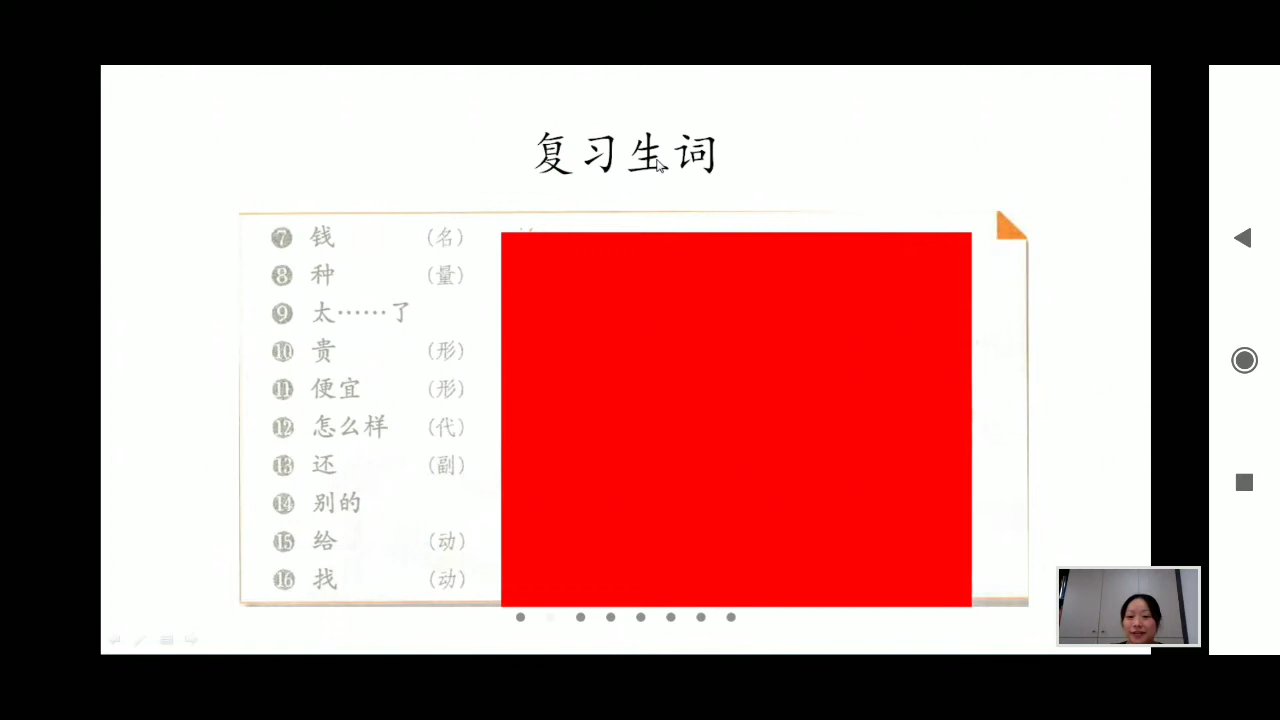 复习生词
7 钱 (名)
8 种 (量)
9 太……了
10 贵 (形)
11 便宜 (形)
12 怎么样 (代)
13 还 (副)
14 别的
15 给 (动)
16 找 (动)